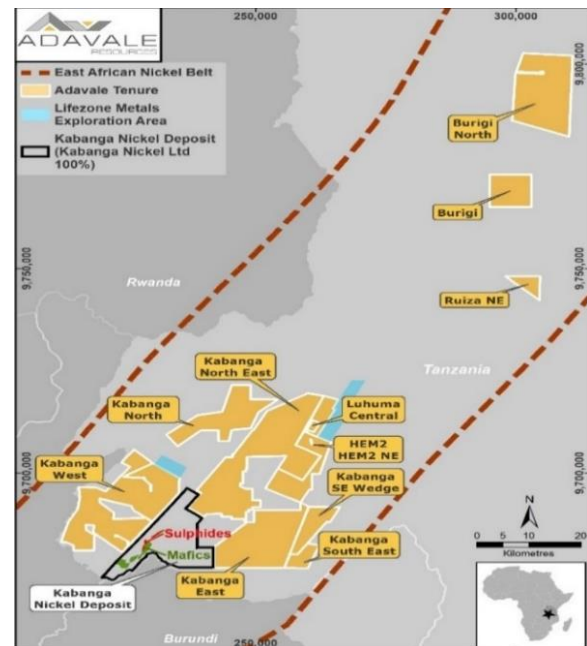 ADAVALE
RESOURCES
East African Nickel Belt
Adavale Tenure
Lifezone Metals
Exploration Area
Kabanga Nickel Deposit
(Kabanga Nickel Ltd
100%)
250,000
300,000
9,800,000
Burigi
North
Burigi
9,750,000
9,750,000
Ruiza NE
Rwanda
Tanzania
Kabanga
North East
Kabanga
North
Luhuma
Central
HEM2
HEM2 NE
Kabanga
West
Kabanga
SE Wedge
9,700,000
9,700,000
Sulphides
Mafics
Kabanga
South East
Kabanga
Nickel Deposit
Kabanga
East
N
0 5 10 20
Kilometres
Burundi
250,000